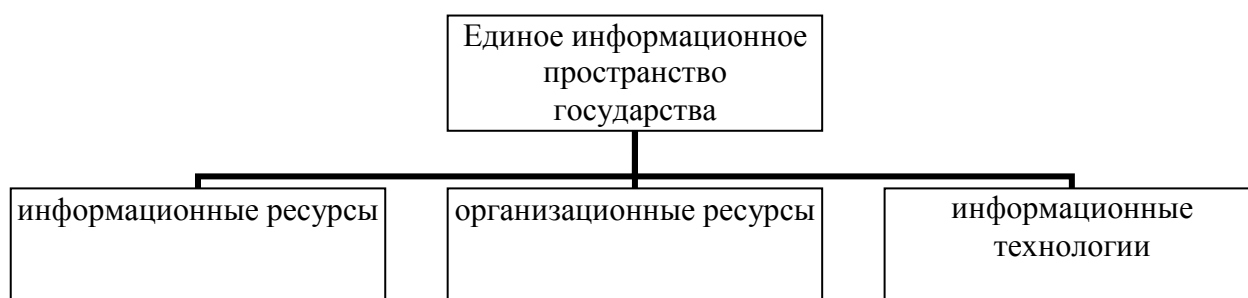 Единое информационное
пространство
государства
информационные ресурсы
организационные ресурсы
информационные
технологии